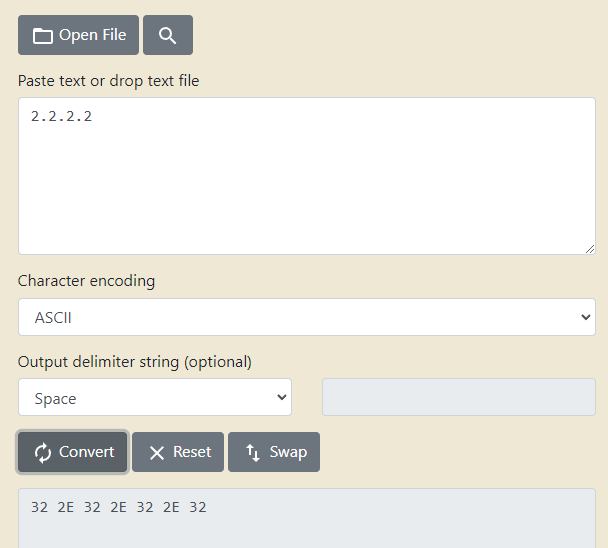 Open File
Paste text or drop text file
2.2.2.2
Character encoding
ASCII
Output delimiter string (optional)
Space
Convert Reset Swap
32 2E 32 2E 32 2E 32